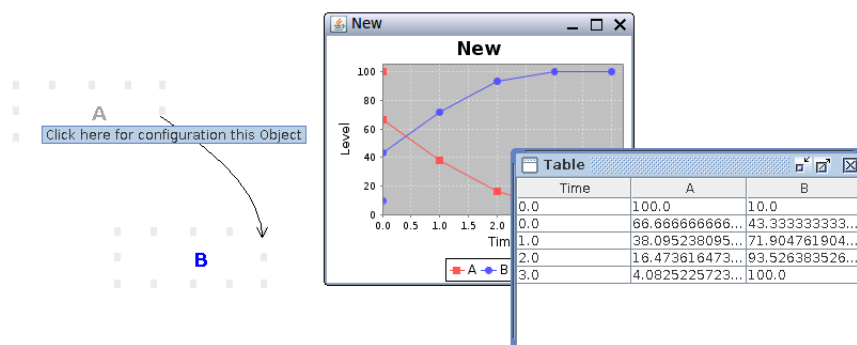 A
Click here for configuration this Object
B
New
New
Level
100
80
60
40
20
0
0.0 0.5 1.0 1.5 2.0
Tim
A B
Table
Time A B
0.0 100.0 10.0
0.0 66.666666666... 43.333333333...
1.0 38.095238095... 71.904761904...
2.0 16.473616473... 93.526383526...
3.0 4.0825225723... 100.0